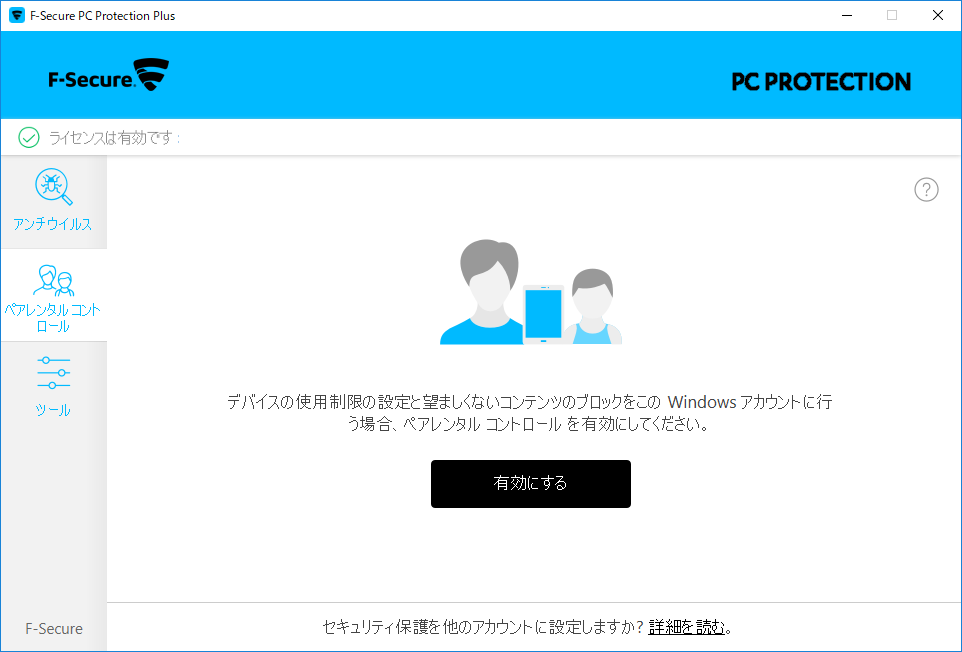 F-Secure PC Protection Plus
F-Secure.
PC PROTECTION
ライセンスは有効です :
?
アンチウイルス
ペアレンタル コント
ロール
ツール
デバイスの使用制限の設定と望ましくないコンテンツのブロックをこの Windows アカウントに行
う場合、ペアレンタル コントロール を有効にしてください。
有効にする
F-Secure
セキュリティ保護を他のアカウントに設定しますか? 詳細を読む。